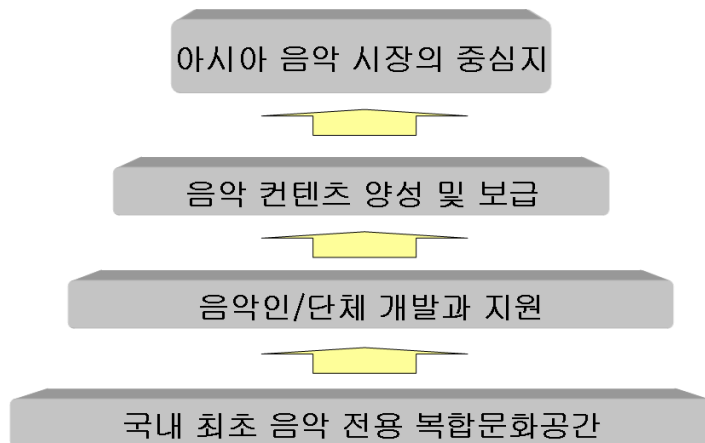 아시아 음악 시장의 중심지
음악 컨텐츠 양성 및 보급
음악인/단체 개발과 지원
국내 최초 음악 전용 복합문화공간